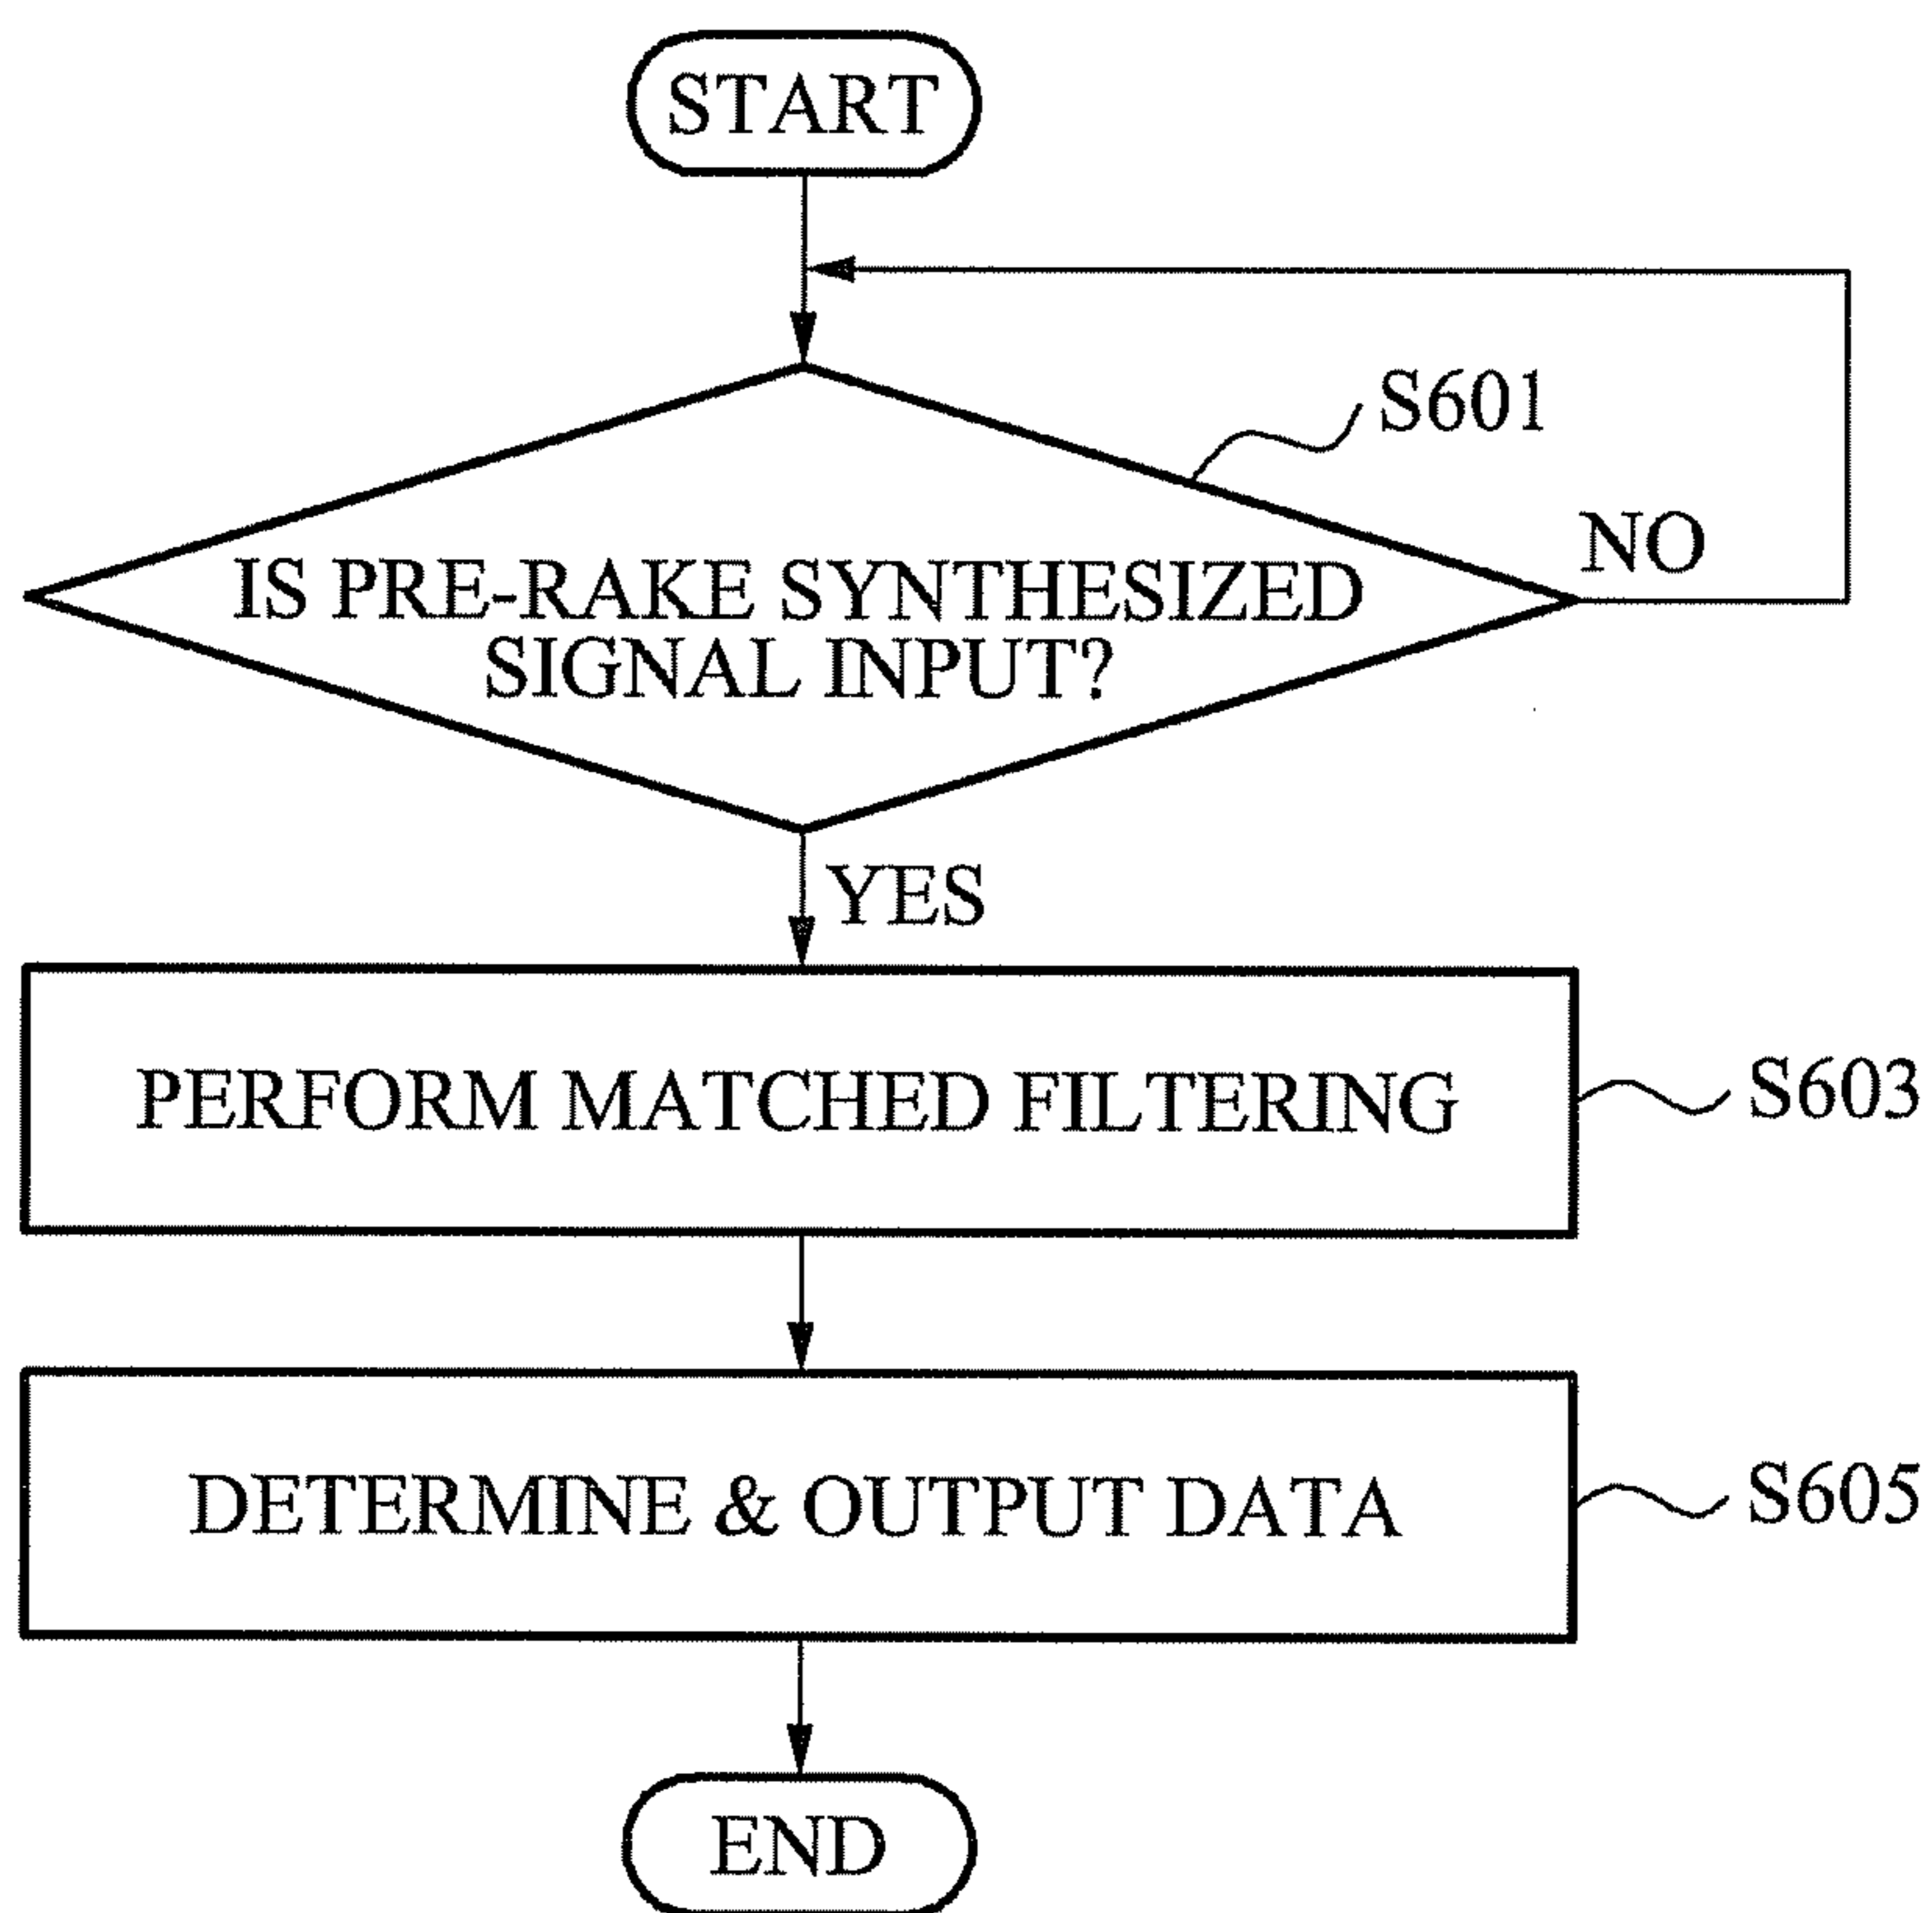 START
S601
NO
IS PRE-RAKE SYNTHESIZED
SIGNAL INPUT?
YES
PERFORM MATCHED FILTERING
S603
DETERMINE & OUTPUT DATA
S605
END